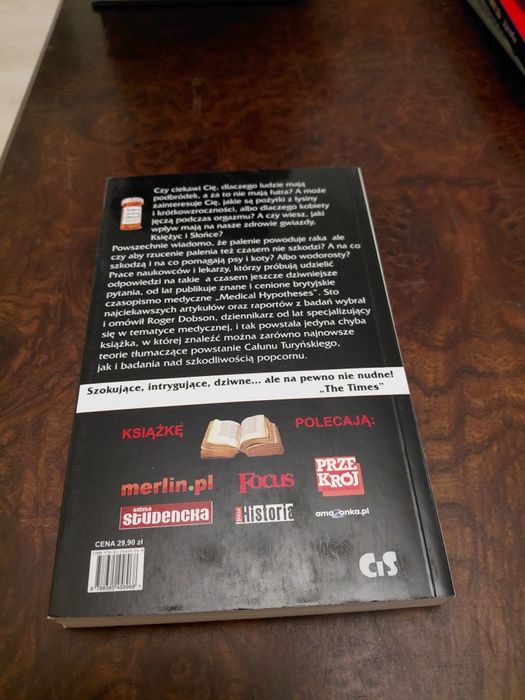 Czy ciekawi Cię, dlaczego ludzie mają
podbródek, a za to nie mają futra? A może
zainteresuje Cię, jakie są pożytki z łysiny
i krótkowzroczności, albo dlaczego kobiety
jęczą podczas orgazmu? A czy wiesz, jaki
wpływ mają na nasze zdrowie gwiazdy,
Księżyc i Słońce?
Powszechnie wiadomo, że palenie powoduje raka ale
czy aby rzucenie palenia też czasem nie szkodzi? A na co
szkodzą i na co pomagają psy i koty? Albo wodorosty?
Prace naukowców i lekarzy, którzy próbują udzielić
odpowiedzi na takie a czasem jeszcze dziwniejsze
pytania, od lat publikuje znane i cenione brytyjskie
czasopismo medyczne „Medical Hypotheses". Sto
najciekawszych artykułów oraz raportów z badań wybrał
i omówił Roger Dobson, dziennikarz od lat specjalizujący
się w tematyce medycznej, i tak powstała jedyna chyba
książka, w której znaleźć można zarówno najnowsze
teorie tłumaczące powstanie Całunu Turyńskiego,
jak i badania nad szkodliwością popcornu.
Szokujące, intrygujące, dziwne... ale na pewno nie nudne!
„The Times"
KSIĄŻKĘ POLECAJĄ:
merlin.pl FOCUS PRZE
KRÓJ
gazeta
STUDENCKA
FOCUS Historia
amazonka.pl
CENA 29,90 zł
9 788385 458968 >
CiS